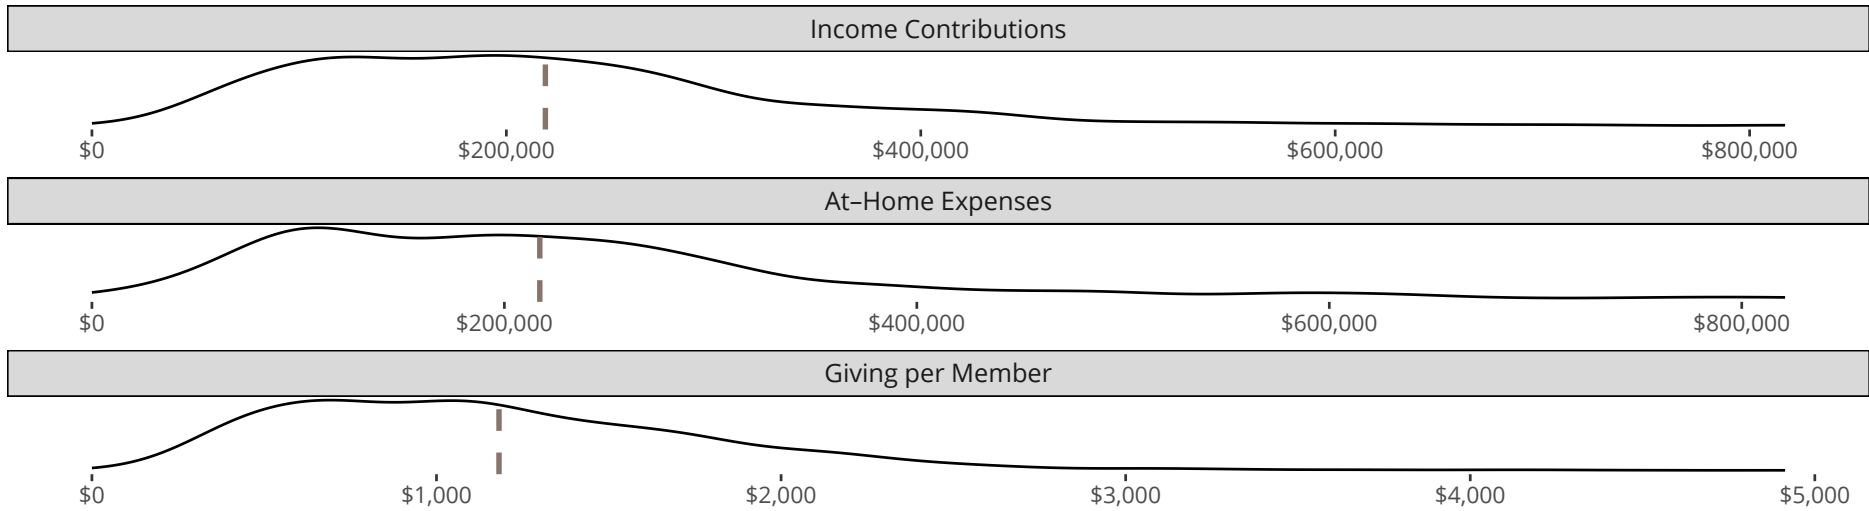 Income Contributions
$0 $200,000 $400,000 $600,000 $800,000
At–Home Expenses
$0 $200,000 $400,000 $600,000 $800,000
Giving per Member
$0 $1,000 $2,000 $3,000 $4,000 $5,000